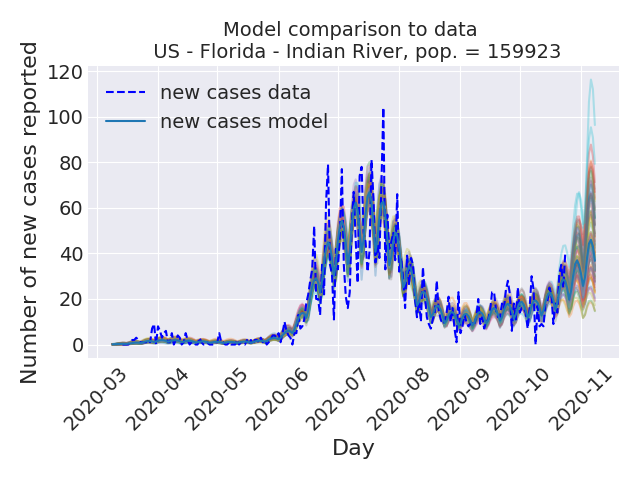 Model comparison to data
US - Florida - Indian River, pop. = 159923
Number of new cases reported
120
100
80
60
40
20
0
new cases data
new cases model
2020-03
2020-04
2020-05
2020-06
2020-07
2020-08
2020-09
2020-10
2020-11
Day